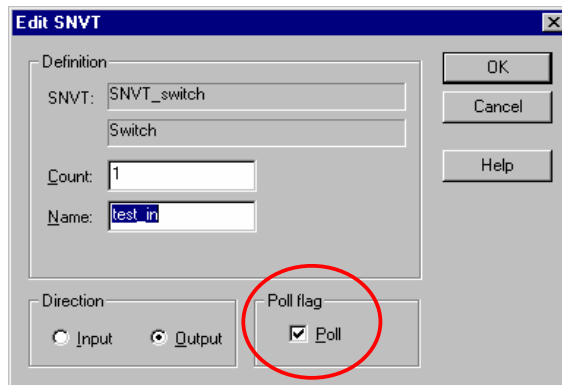 Edit SNVT
Definition
SNVT: SNVT_switch
Switch
Count: 1
Name: test_in
OK
Cancel
Help
Direction
Input Output
Poll flag
Poll